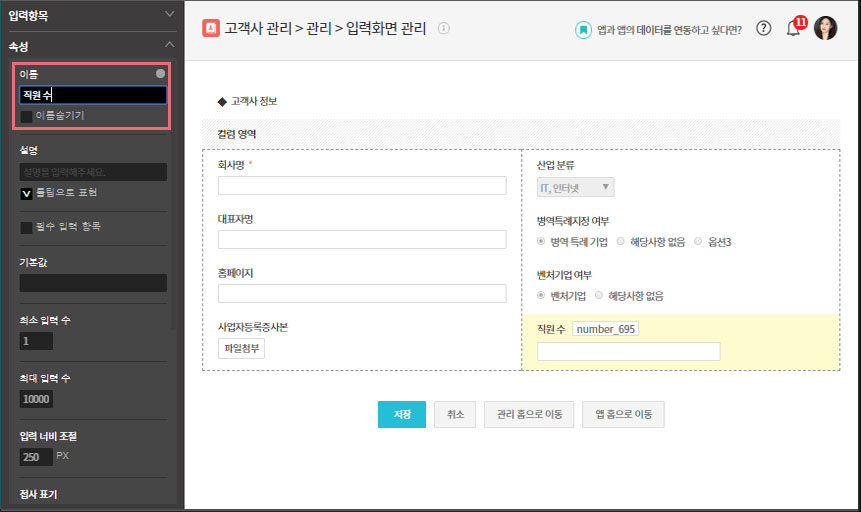 입력항목
속성
이름
직원 수
이름숨기기
설명
설명을 입력해주세요.
툴팁으로 표현
필수 입력 항목
기본값
최소 입력 수
1
최대 입력 수
10000
입력 너비 조절
250 PX
접사 표기
고객사 관리 > 관리 > 입력화면 관리
앱과 앱의 데이터를 연동하고 싶다면?
11
◆ 고객사 정보
컬럼 영역
회사명 *
대표자명
홈페이지
사업자등록증사본
파일첨부
산업 분류
IT, 인터넷
병역특례지정 여부
병역 특례 기업 해당사항 없음 옵션3
벤처기업 여부
벤처기업 해당사항 없음
직원 수 number_695
저장 취소 관리 홈으로 이동 앱 홈으로 이동